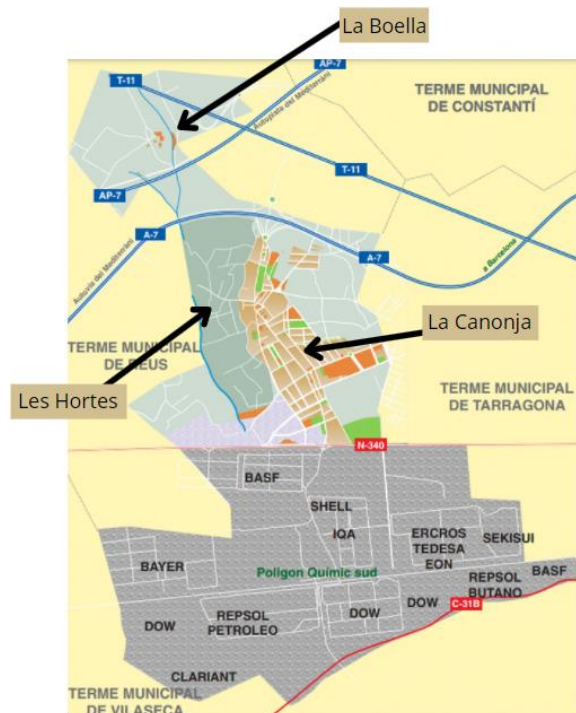 La Boella
AP-7
T-11
TERME MUNICIPAL
DE CONSTANTÍ
Autopista del Mediterrani
T-11
AP-7
A-7
A-7
a Barcelona
Autovia del Mediterrani
La Canonja
TERME MUNICIPAL
DE REUS
TERME MUNICIPAL
DE TARRAGONA
Les Hortes
N-340
BASF
SHELL
IQA
ERCROS
TEDESA
EON
SEKISUI
BAYER
Poligon Químic sud
REPSOL
BUTANO
BASF
DOW
REPSOL
PETROLEO
DOW
DOW
C-31B
CLARIANT
TERME MUNICIPAL
DE VILASECA